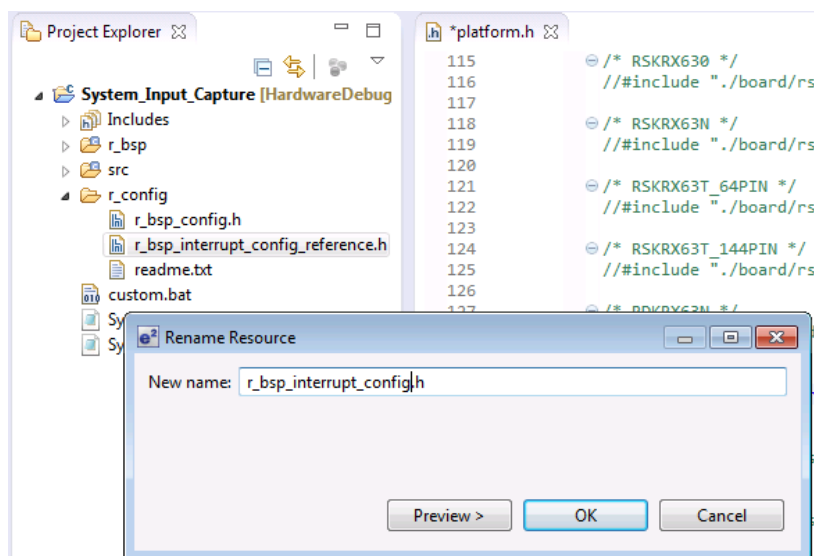 Project Explorer
System_Input_Capture [HardwareDebug
Includes
r_bsp
src
r_config
r_bsp_config.h
r_bsp_interrupt_config_reference.h
readme.txt
custom.bat
Sy
Sy
*platform.h
115 /* RSKRX630 */
116 //#include "./board/rs
117
118 /* RSKRX63N */
119 //#include "./board/rs
120
121 /* RSKRX63T_64PIN */
122 //#include "./board/rs
123
124 /* RSKRX63T_144PIN */
125 //#include "./board/rs
126
127 /* RDKRX63N */
Rename Resource
New name: r_bsp_interrupt_config.h
Preview >
OK
Cancel